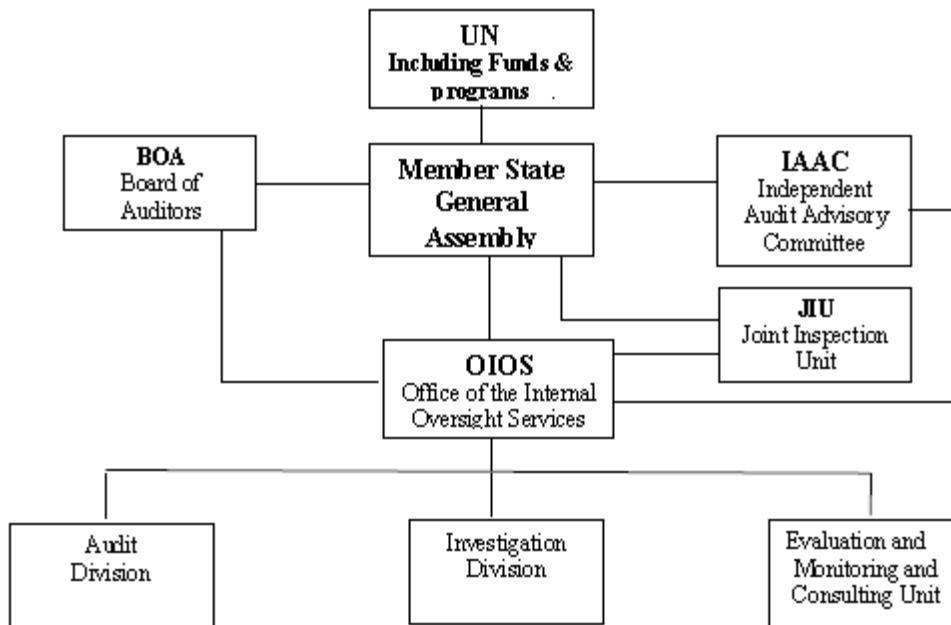 UN
Including Funds &
programs .
BOA
Board of
Auditors
Member State
General
Assembly
IAAC
Independent
Audit Advisory
Committee
JIU
Joint Inspection
Unit
OIOS
Office of the Internal
Oversight Services
Audit
Division
Investigation
Division
Evaluation and
Monitoring and
Consulting Unit